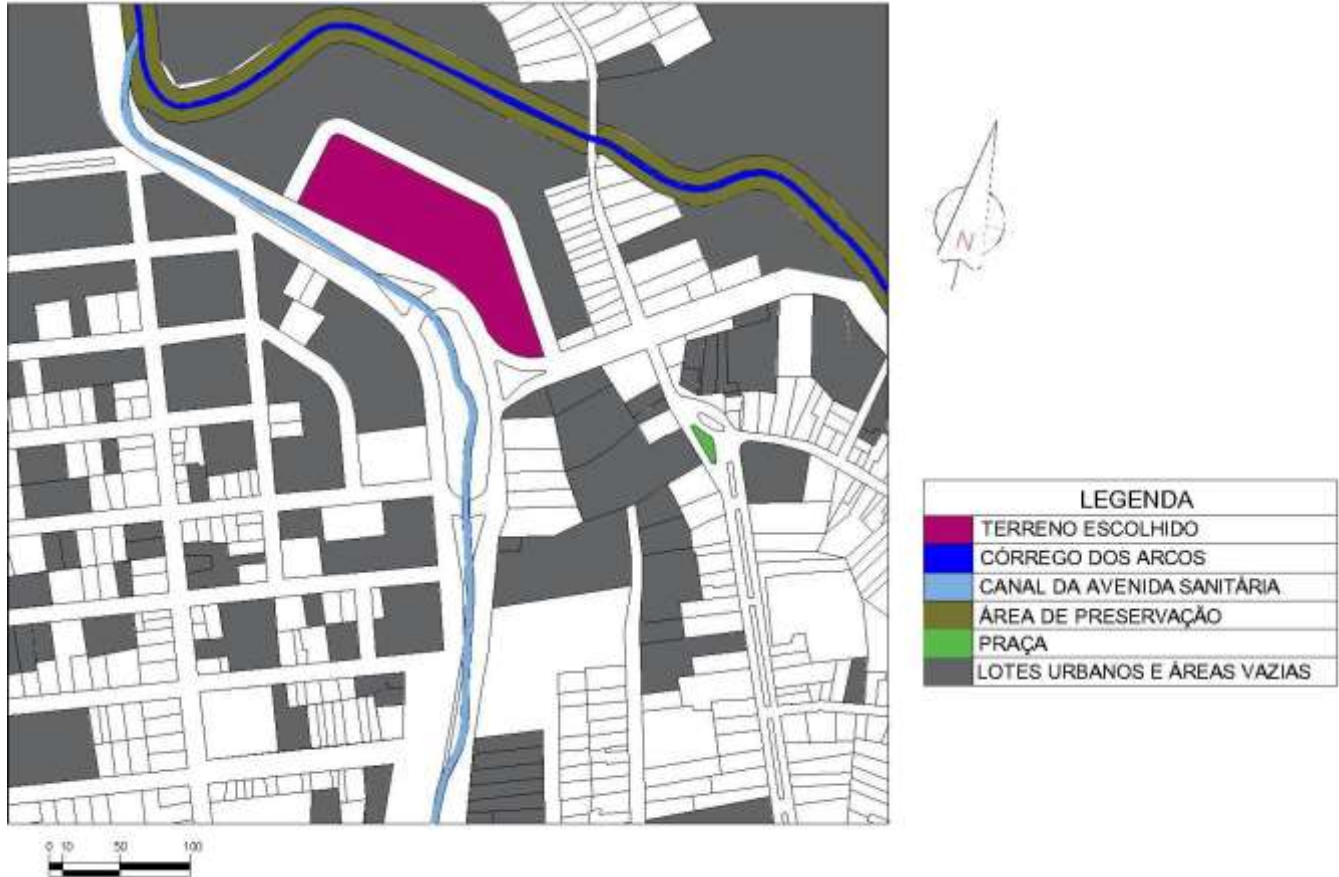 N
LEGENDA
TERRENO ESCOLHIDO
CÓRREGO DOS ARCOS
CANAL DA AVENIDA SANITÁRIA
ÁREA DE PRESERVAÇÃO
PRAÇA
LOTES URBANOS E ÁREAS VAZIAS
0 10 50 100